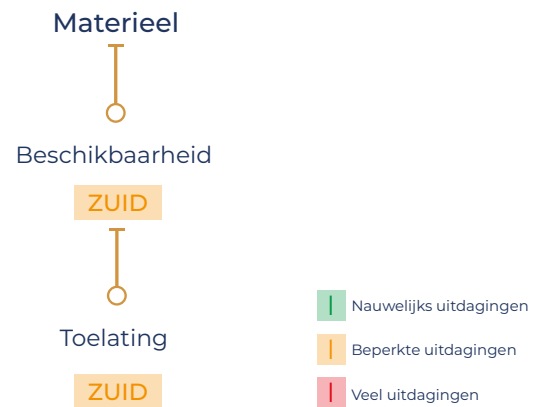 Materieel
Beschikbaarheid
ZUID
Toelating
ZUID
Nauwelijks uitdagingen
Beperkte uitdagingen
Veel uitdagingen